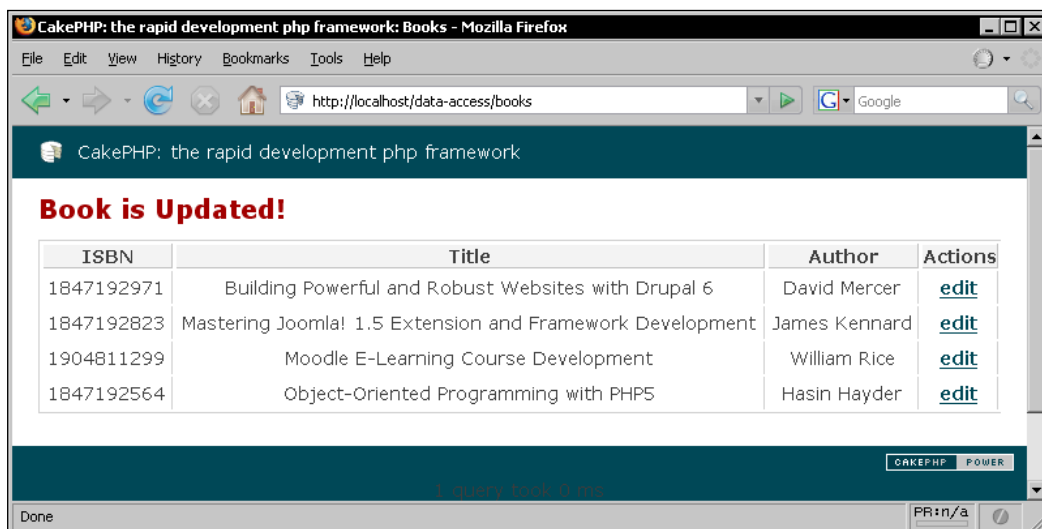 CakePHP: the rapid development php framework: Books - Mozilla Firefox
File Edit View History Bookmarks Tools Help
http://localhost/data-access/books G Google
CakePHP: the rapid development php framework
Book is Updated!
ISBN Title Author Actions
1847192971 Building Powerful and Robust Websites with Drupal 6 David Mercer edit
1847192823 Mastering Joomla! 1.5 Extension and Framework Development James Kennard edit
1904811299 Moodle E-Learning Course Development William Rice edit
1847192564 Object-Oriented Programming with PHP5 Hasin Hayder edit
CAKEPHP POWER
1 query took 0 ms
Done PR:n/a